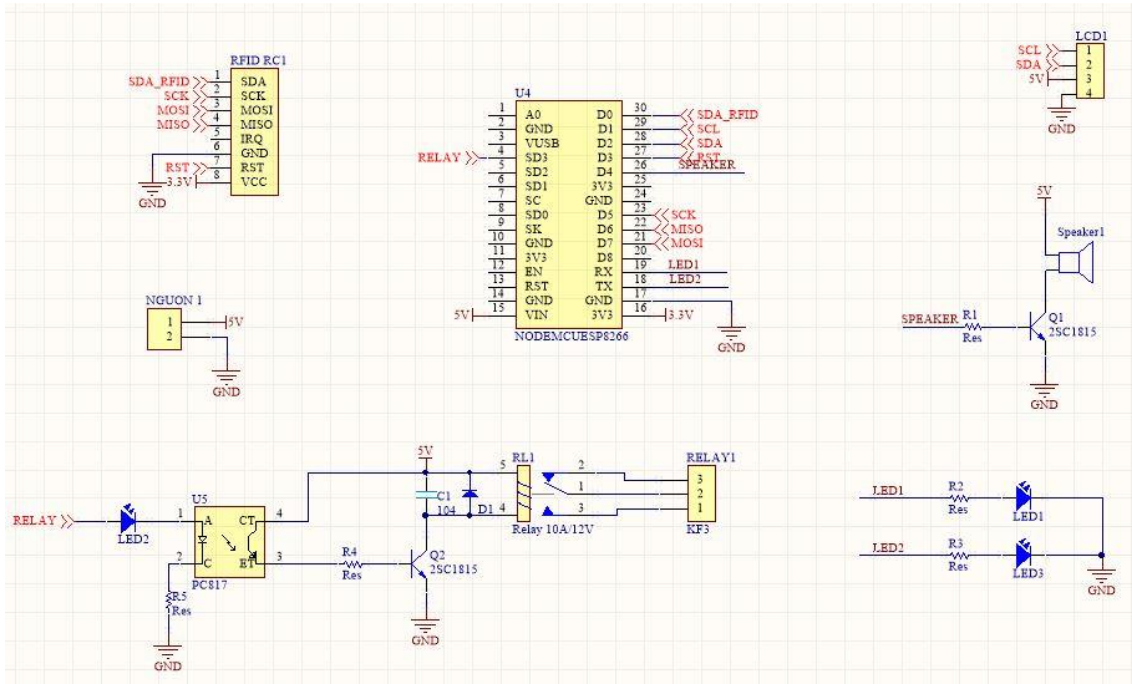 RFID RC1
SDA_RFID 1 SDA
SCK 2 SCK
MOSI 3 MOSI
MISO 4 MISO
5 IRQ
6 GND
RST 7 RST
3.3V 8 VCC
GND
U4
1 A0 D0 30 SDA_RFID
2 GND D1 29 SCL
3 VUSB D2 28 SDA
RELAY 4 SD3 D3 27 RST
5 SD2 D4 26 SPEAKER
6 SD1 3V3 25
7 SC GND 24
8 SD0 D5 23 SCK
9 SK D6 22 MISO
10 GND D7 21 MOSI
11 3V3 D8 20
12 EN RX 19 LED1
13 RST TX 18 LED2
14 GND GND 17
5V 15 VIN 3V3 16 3.3V
NODEMCUESP8266
GND
LCD1
SCL 1
SDA 2
5V 3
4
GND
NGUON 1
1 5V
2
GND
5V
Speaker1
SPEAKER R1 Q1
Res 2SC1815
GND
5V
RL1 RELAY1
5 2 3
C1 1 2
104 D1 4 3 1
Relay 10A/12V KF3
U5
RELAY 1 A CT 4
LED2
2 C ET 3 R4 Q2
PC817 Res 2SC1815
R5
Res
GND
GND
LED1 R2
Res LED1
LED2 R3
Res LED3
GND